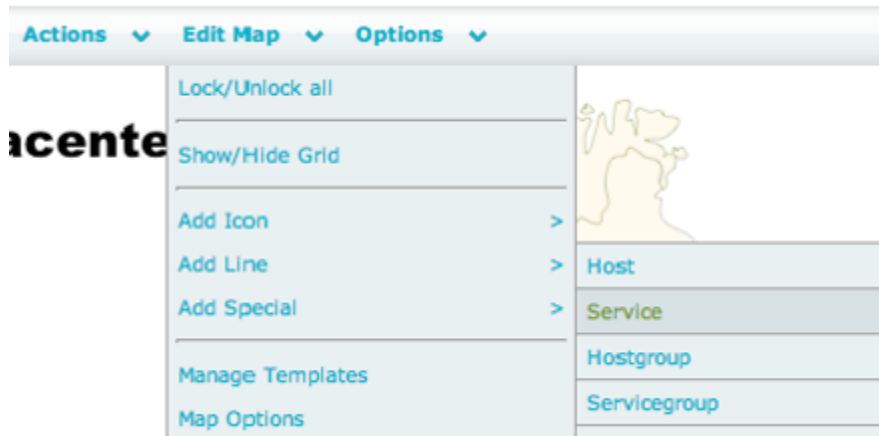 Actions Edit Map Options
Lock/Unlock all
acente
Show/Hide Grid
Add Icon >
Add Line >
Host
Add Special >
Service
Hostgroup
Manage Templates
Servicegroup
Map Options